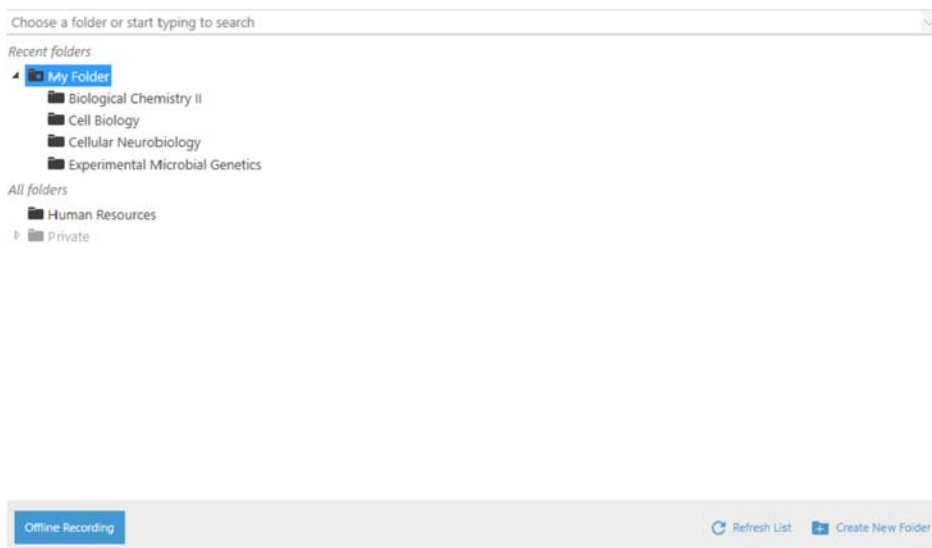 Choose a folder or start typing to search
Recent folders
My Folder
Biological Chemistry II
Cell Biology
Cellular Neurobiology
Experimental Microbial Genetics
All folders
Human Resources
Private
Offline Recording Refresh List Create New Folder